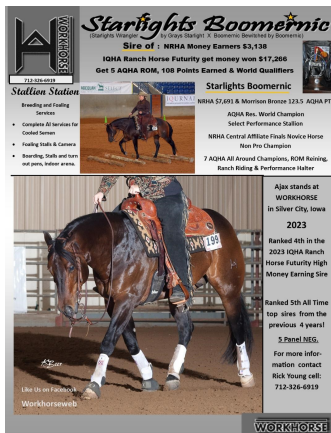 Starlights Boomernic
(Starlights Wrangler by Grays Starlight X Boomernic Bewrished by Boomernic)
Sire of : NRHA Money Earners $3,138
IQHA Ranch Horse Futurity get money won $17,266
Get 5 AQHA ROM, 108 Points Earned & World Qualifiers
WORKHORSE
712-326-6919
Stallion Station
Breeding and Foaling
Services
• Complete AI Services for
Cooled Semen
• Foaling Stalls & Camera
• Boarding, Stalls and turn
out pens, indoor arena.
JOURNAL
Starlights Boomernic
NRHA $7,691 & Morrison Bronze 123.5 AQHA PT
AQHA Res. World Champion
Select Performance Stallion
NRHA Central Affiliate Finals Novice Horse
Non Pro Champion
7 AQHA All Around Champions, ROM Reining,
Ranch Riding & Performance Halter
199
Ajax stands at
WORKHORSE
in Silver City, Iowa
2023
Ranked 4th in the
2023 IQHA Ranch
Horse Futurity High
Money Earning Sire
Ranked 5th All Time
top sires from the
previous 4 years!
5 Panel NEG.
For more infor-
mation contact
Rick Young cell:
712-326-6919
Like Us on Facebook
Workhorseweb
WORKHORSE